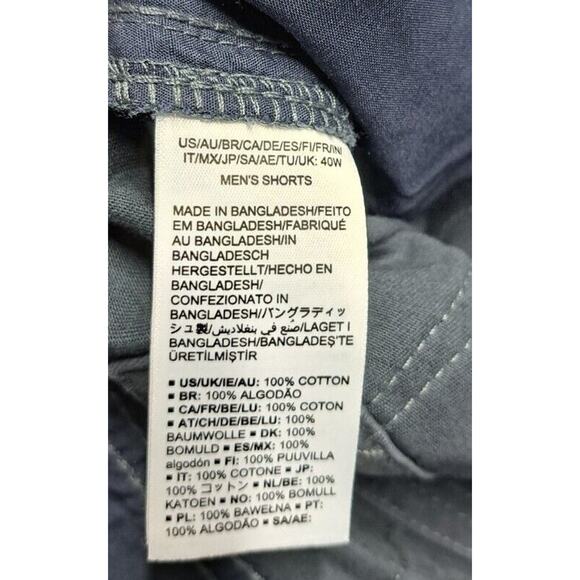 US/AU/BR/CA/DE/ES/FI/FR/IN/
IT/MX/JP/SA/AE/TU/UK: 40W
MEN'S SHORTS
MADE IN BANGLADESH/FEITO
EM BANGLADESH/FABRIQUÉ
AU BANGLADESH/IN
BANGLADESCH
HERGESTELLT/HECHO EN
BANGLADESH/
CONFEZIONATO IN
BANGLADESH/バングラディッ
シュ製/صُنع في بنغلاديش/LAGET I
BANGLADESH/BANGLADEŞ'TE
ÜRETİLMİŞTİR
▪ US/UK/IE/AU: 100% COTTON
▪ BR: 100% ALGODÃO
▪ CA/FR/BE/LU: 100% COTON
▪ AT/CH/DE/BE/LU: 100%
BAUMWOLLE ▪ DK: 100%
BOMULD ▪ ES/MX: 100%
algodón ▪ FI: 100% PUUVILLA
▪ IT: 100% COTONE ▪ JP:
100% コットン ▪ NL/BE: 100%
KATOEN ▪ NO: 100% BOMULL
▪ PL: 100% BAWEŁNA ▪ PT:
100% ALGODÃO ▪ SA/AE: